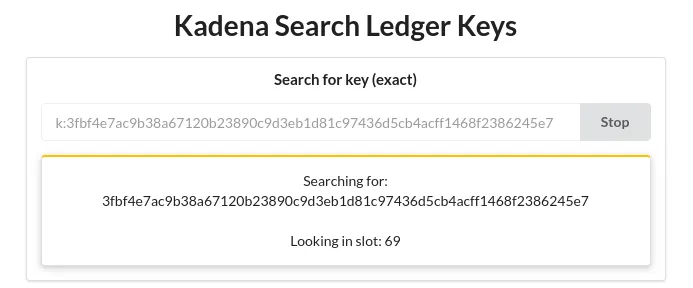 Kadena Search Ledger Keys
Search for key (exact)
k:3fbf4e7ac9b38a67120b23890c9d3eb1d81c97436d5cb4acff1468f2386245e7
Stop
Searching for:
3fbf4e7ac9b38a67120b23890c9d3eb1d81c97436d5cb4acff1468f2386245e7
Looking in slot: 69